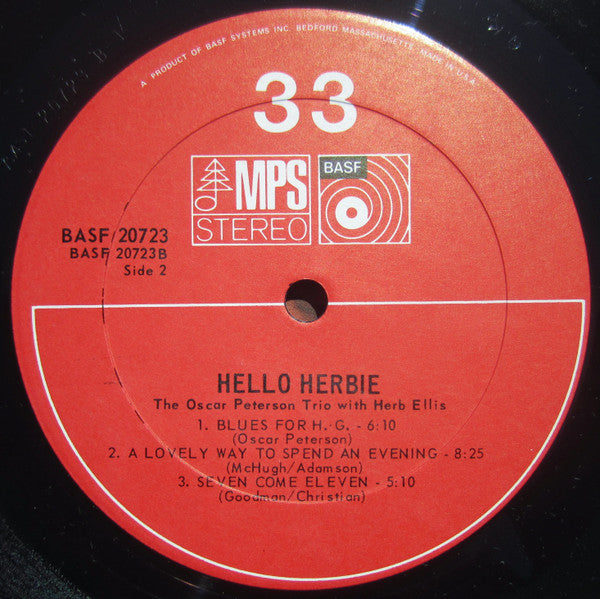 A PRODUCT OF BASF SYSTEMS INC. BEDFORD MASSACHUSETTS, MADE IN U.S.A.
33
MPS
STEREO
BASF
BASF 20723
BASF 20723B
Side 2
HELLO HERBIE
The Oscar Peterson Trio with Herb Ellis
1. BLUES FOR H. G. - 6:10
(Oscar Peterson)
2. A LOVELY WAY TO SPEND AN EVENING - 8:25
(McHugh/Adamson)
3. SEVEN COME ELEVEN - 5:10
(Goodman/Christian)